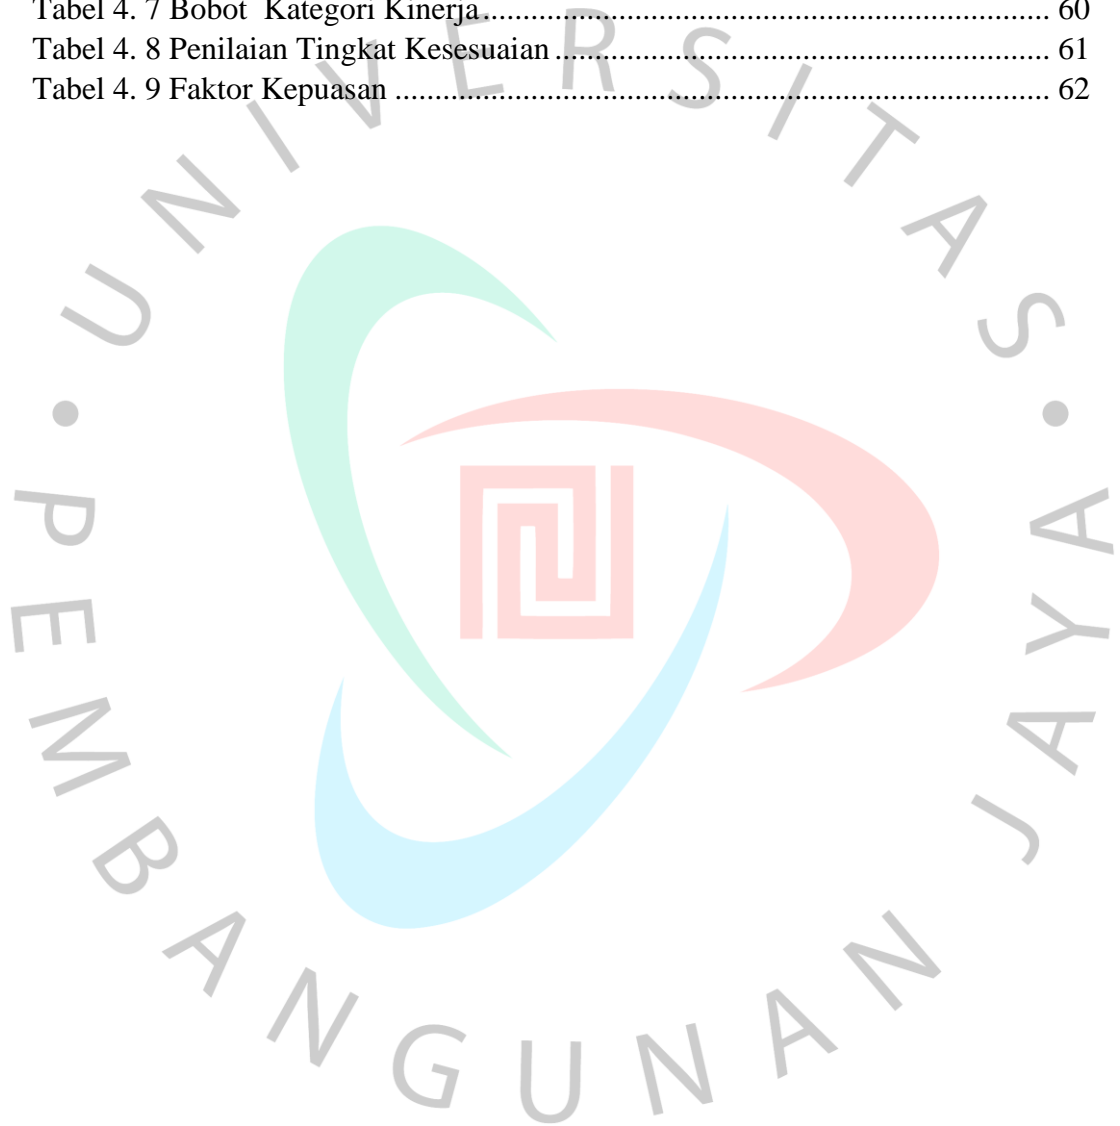 Tabel 4. 7 Bobot  Kategori Kinerja ....................................................................... 60
Tabel 4. 8 Penilaian Tingkat Kesesuaian .............................................................. 61
Tabel 4. 9 Faktor Kepuasan .................................................................................. 62
UNIVERSITAS
• PEMBANGUNAN JAYA •